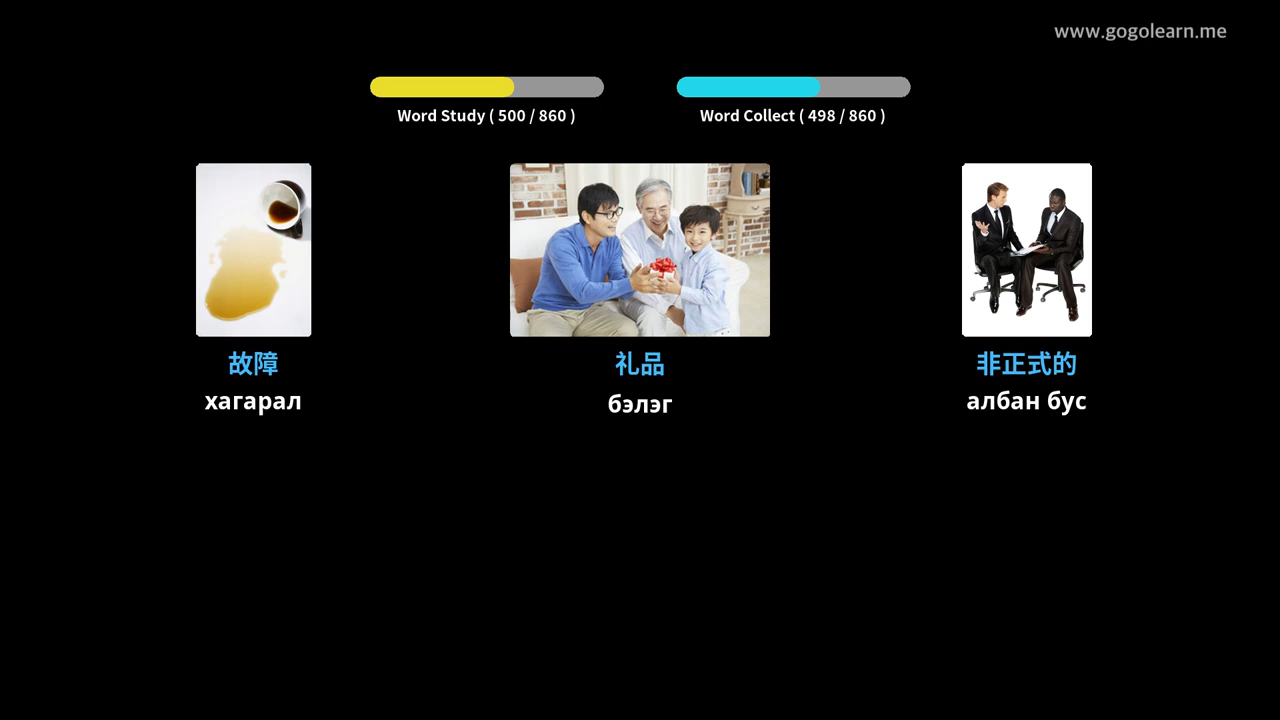 www.gogolearn.me
Word Study ( 500 / 860 )
Word Collect ( 498 / 860 )
故障
礼品
非正式的
хагарал
бэлэг
албан бус